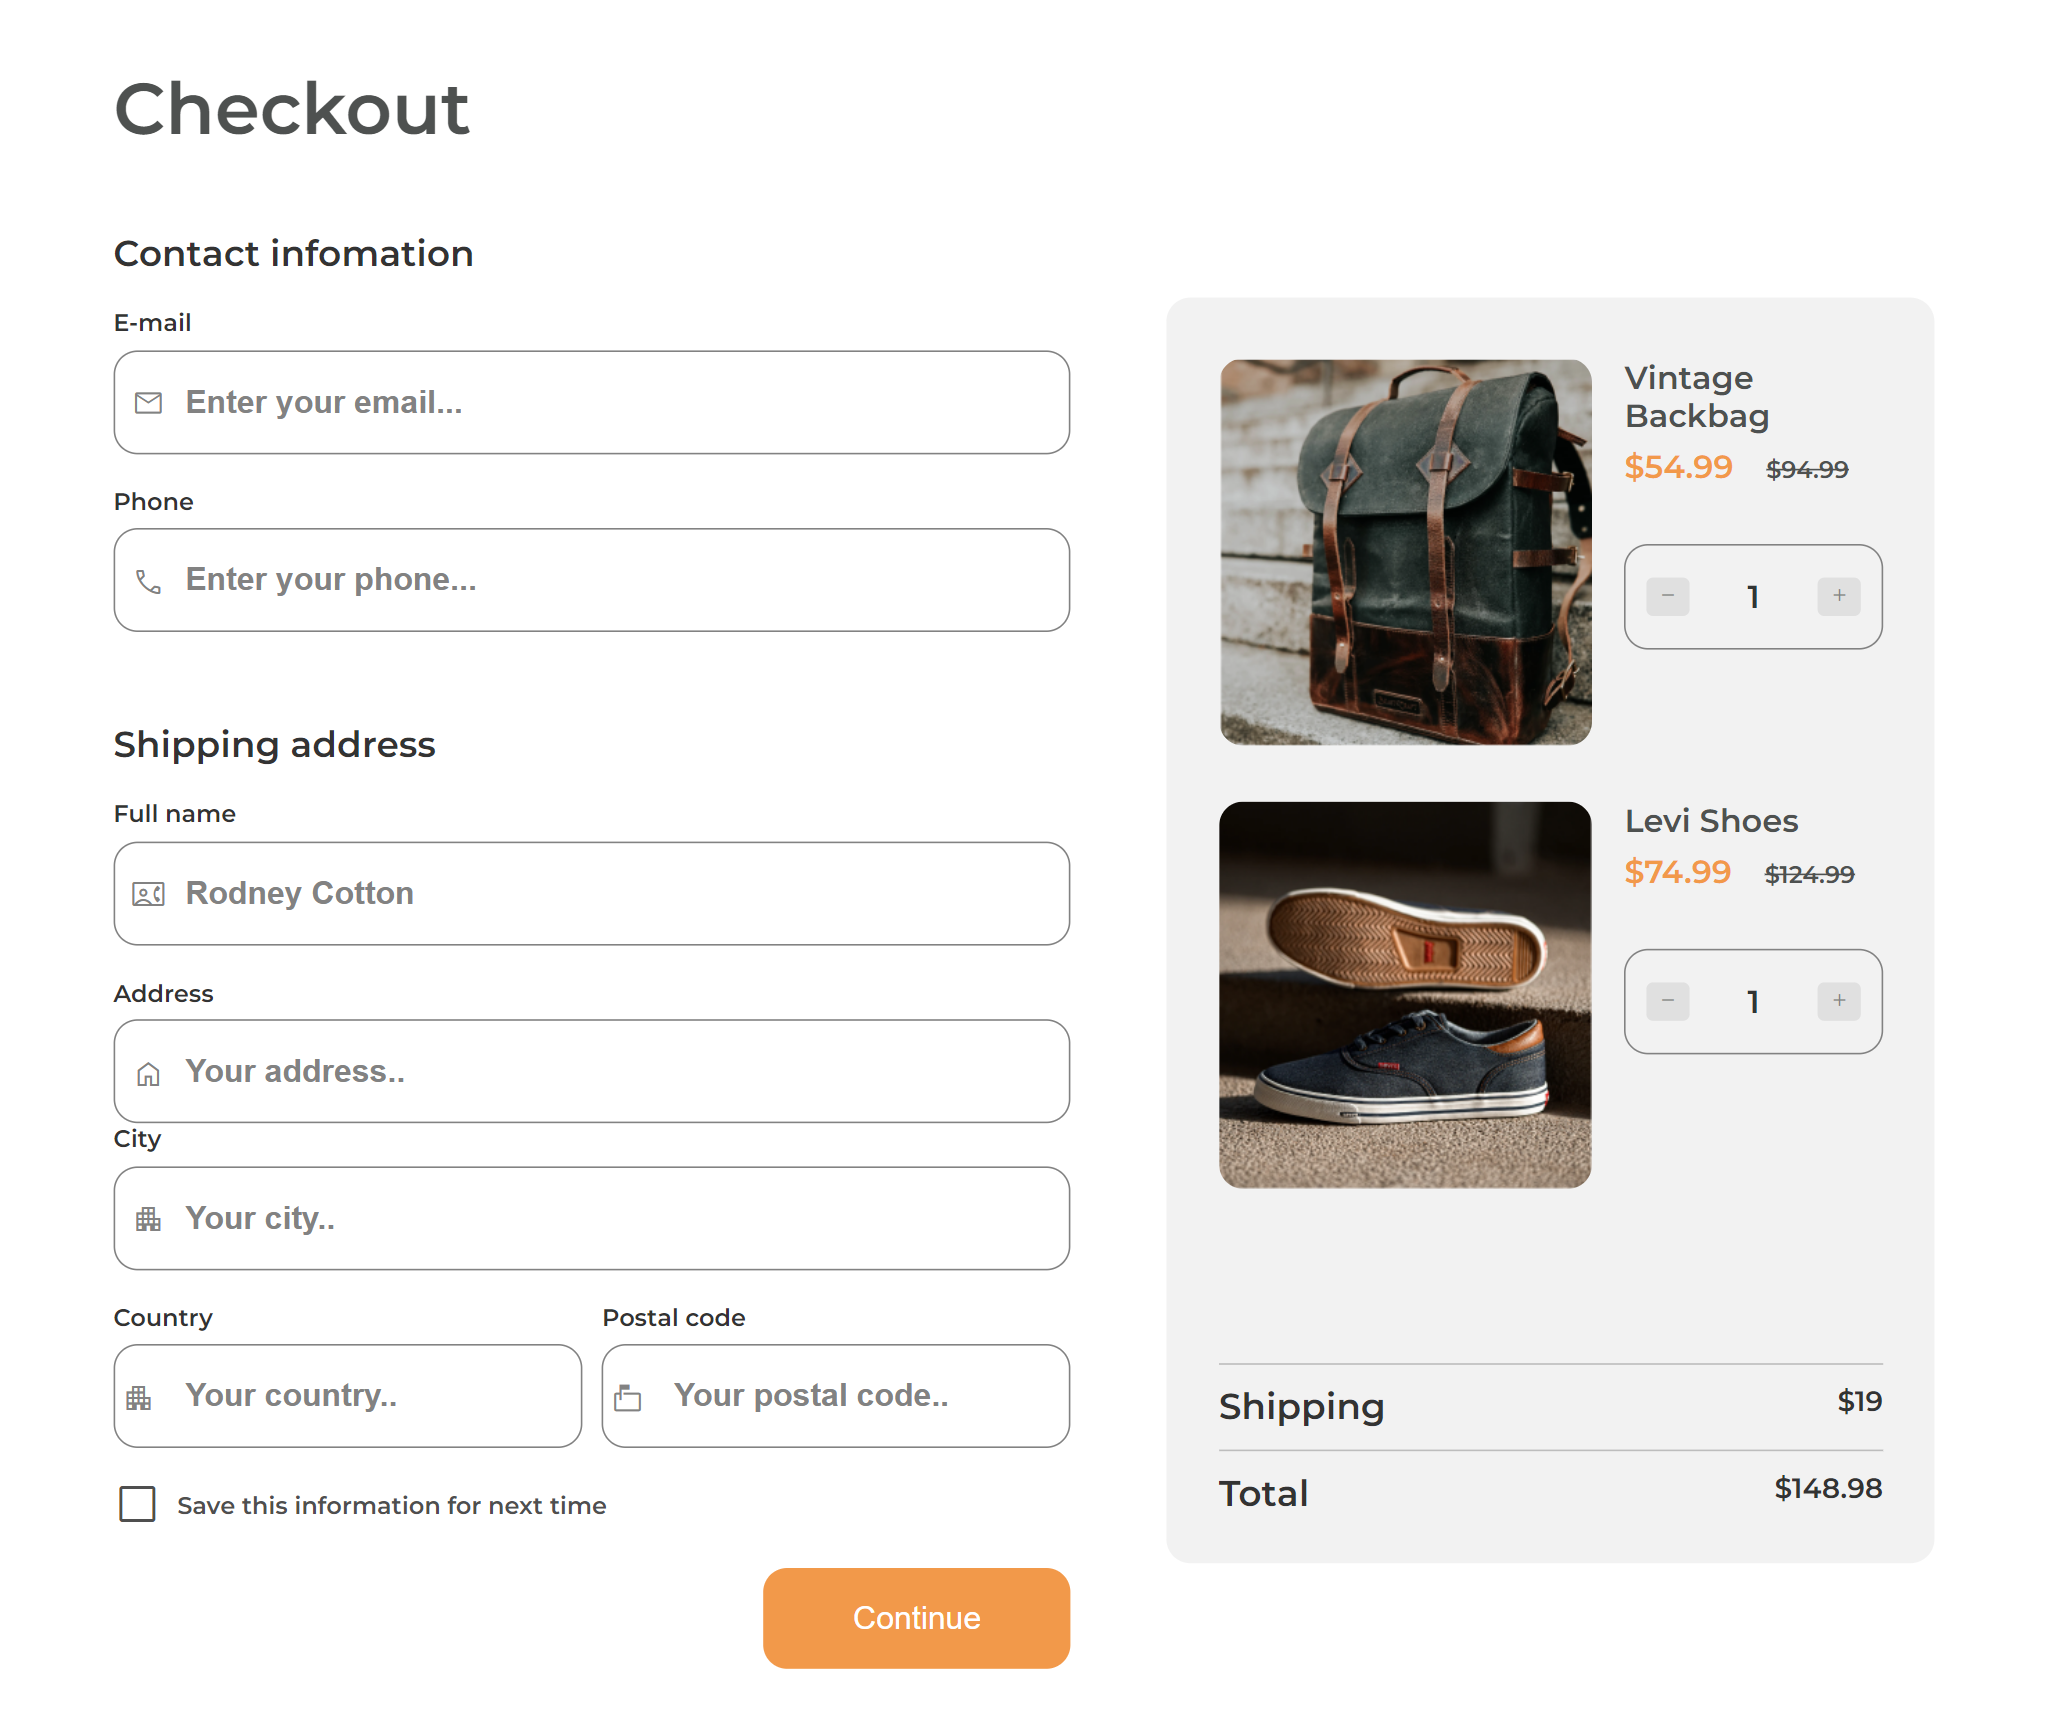 Checkout
Contact infomation
E-mail
Enter your email...
Phone
Enter your phone...
Shipping address
Full name
Rodney Cotton
Address
Your address..
City
Your city..
Country
Postal code
Your country..
Your postal code..
Save this information for next time
Continue
Vintage
Backbag
$54.99 $94.99
− 1 +
Levi Shoes
$74.99 $124.99
− 1 +
Shipping $19
Total $148.98